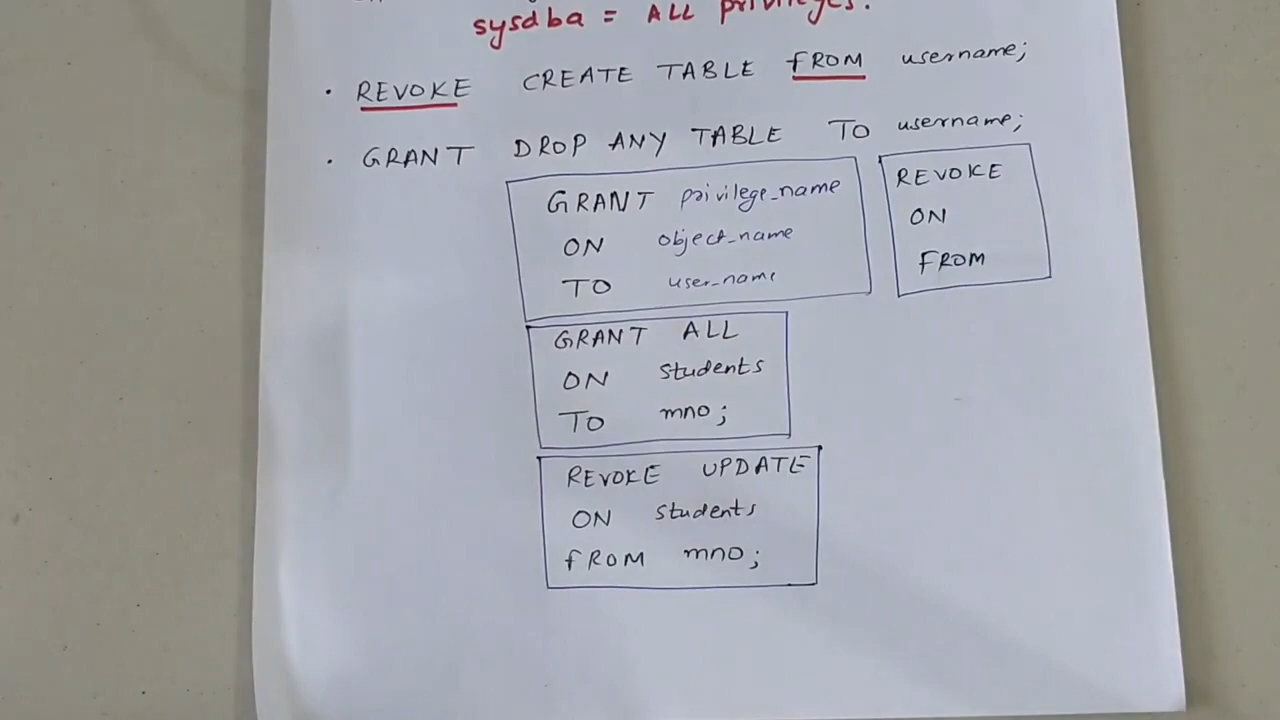 sysdba = ALL privileges.
• REVOKE CREATE TABLE FROM username;
• GRANT DROP ANY TABLE TO username;
GRANT privilege_name
ON object_name
TO user_name
REVOKE
ON
FROM
GRANT ALL
ON students
TO mno;
REVOKE UPDATE
ON students
FROM mno;